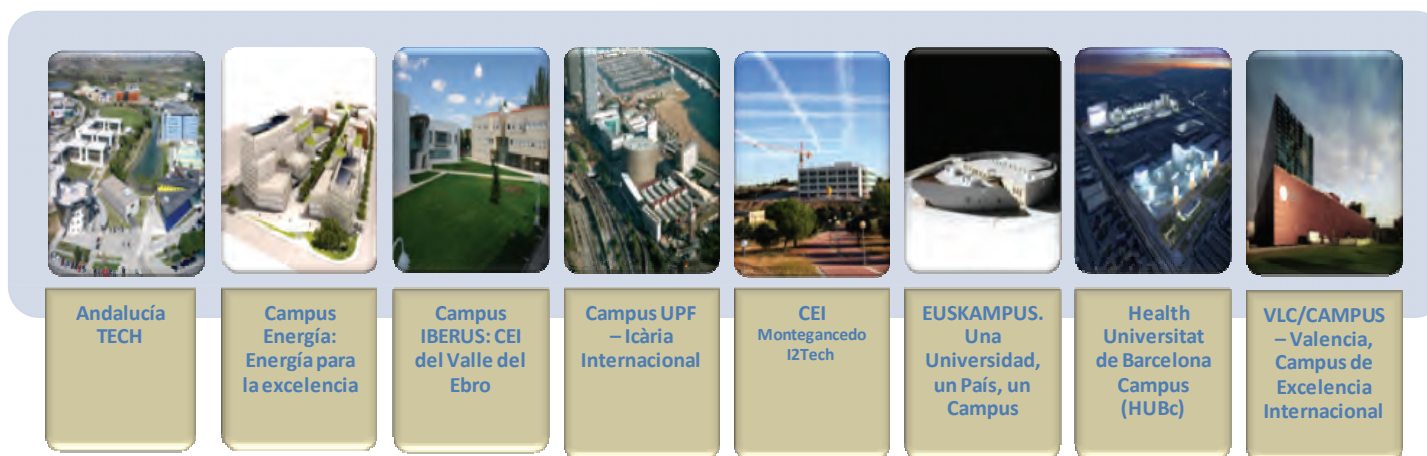 Andalucía
TECH
Campus
Energía:
Energía para
la excelencia
Campus
IBERUS: CEI
del Valle del
Ebro
Campus UPF
– Icària
Internacional
CEI
Montegancedo
I2Tech
EUSKAMPUS.
Una
Universidad,
un País, un
Campus
Health
Universitat
de Barcelona
Campus
(HUBc)
VLC/CAMPUS
– Valencia,
Campus de
Excelencia
Internacional